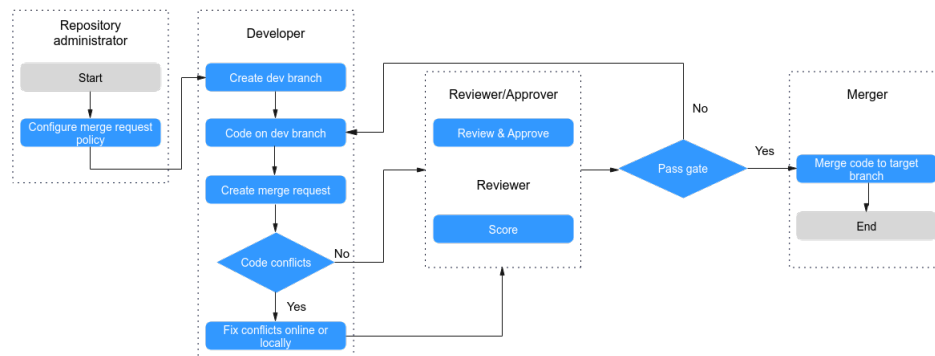 Repository
administrator
Start
Configure merge request
policy
Developer
Create dev branch
Code on dev branch
Create merge request
Code conflicts
No
Yes
Fix conflicts online or
locally
Reviewer/Approver
Review & Approve
Reviewer
Score
Pass gate
No
Yes
Merger
Merge code to target
branch
End